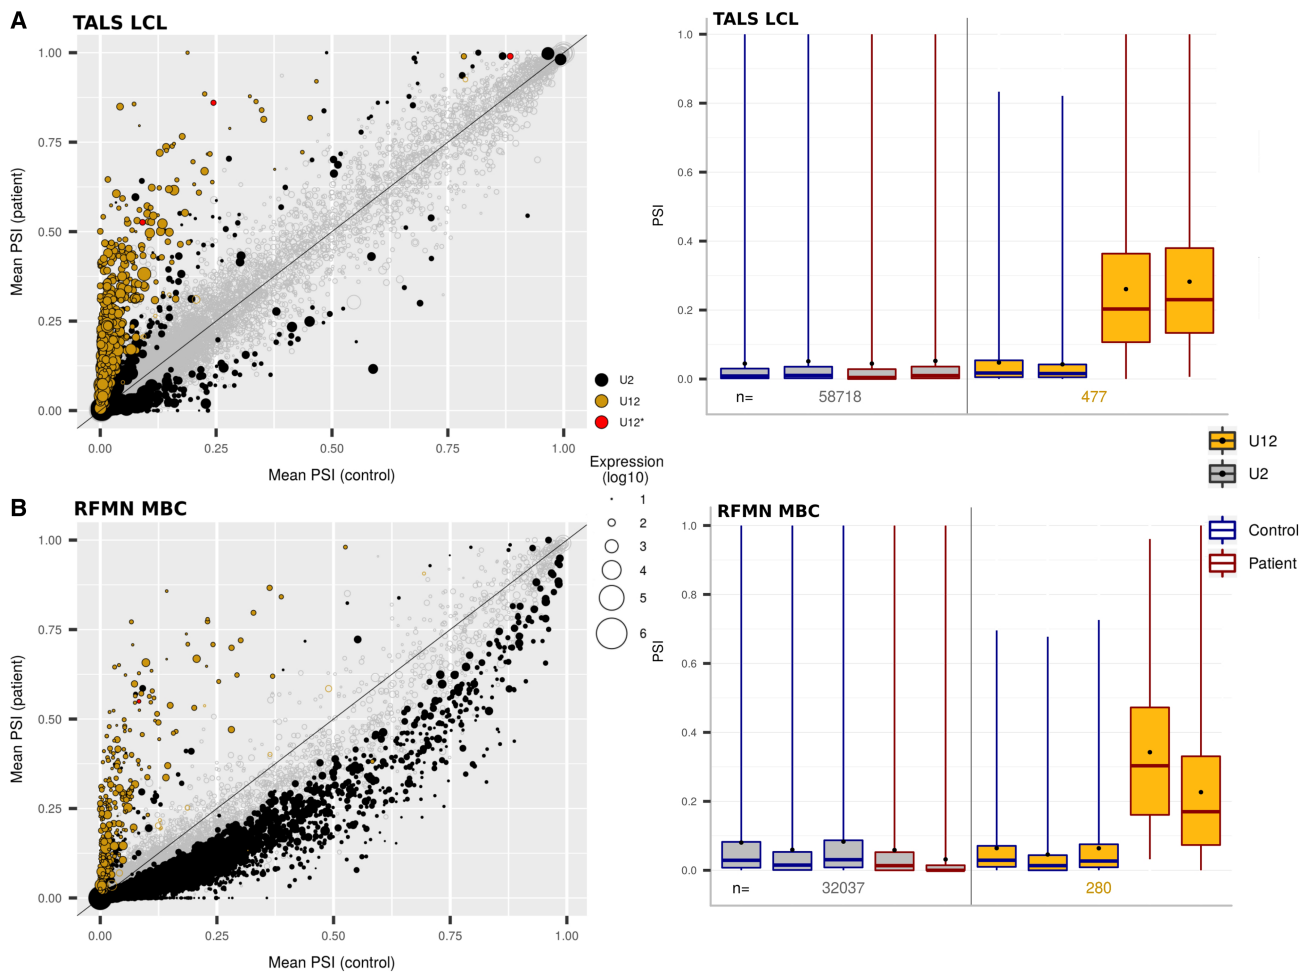 A
TALS LCL
1.00
0.75
0.50
0.25
0.00
Mean PSI (patient)
0.00
0.25
0.50
0.75
1.00
Mean PSI (control)
TALS LCL
1.0
0.8
0.6
0.4
0.2
0.0
PSI
n=
58718
477
U2
U12
U12*
Expression
(log10)
1
2
3
4
5
6
U12
U2
Control
Patient
B
RFMN MBC
1.00
0.75
0.50
0.25
0.00
Mean PSI (patient)
0.00
0.25
0.50
0.75
1.00
Mean PSI (control)
RFMN MBC
1.0
0.8
0.6
0.4
0.2
0.0
PSI
n=
32037
280